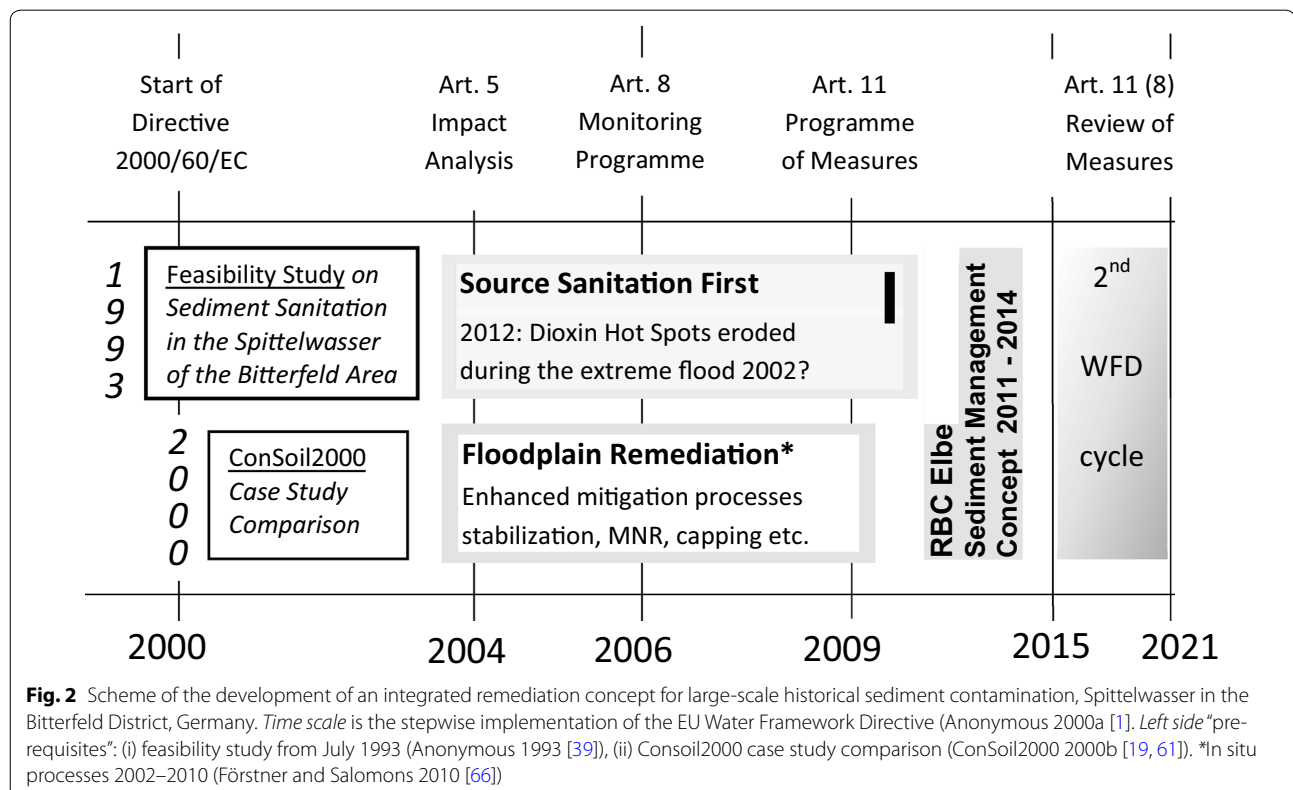 Start of
Directive
2000/60/EC
Art. 5
Impact
Analysis
Art. 8
Monitoring
Programme
Art. 11
Programme
of Measures
Art. 11 (8)
Review of
Measures
1
9
9
3
Feasibility Study on
Sediment Sanitation
in the Spittelwasser
of the Bitterfeld Area
2
0
0
0
ConSoil2000
Case Study
Comparison
Source Sanitation First
2012: Dioxin Hot Spots eroded
during the extreme flood 2002?
Floodplain Remediation*
Enhanced mitigation processes
stabilization, MNR, capping etc.
RBC Elbe
Sediment Management
Concept 2011 - 2014
2nd
WFD
cycle
2000
2004
2006
2009
2015
2021
Fig. 2 Scheme of the development of an integrated remediation concept for large-scale historical sediment contamination, Spittelwasser in the
Bitterfeld District, Germany. Time scale is the stepwise implementation of the EU Water Framework Directive (Anonymous 2000a [1]. Left side “pre-
requisites”: (i) feasibility study from July 1993 (Anonymous 1993 [39]), (ii) Consoil2000 case study comparison (ConSoil2000 2000b [19, 61]). *In situ
processes 2002–2010 (Förstner and Salomons 2010 [66])